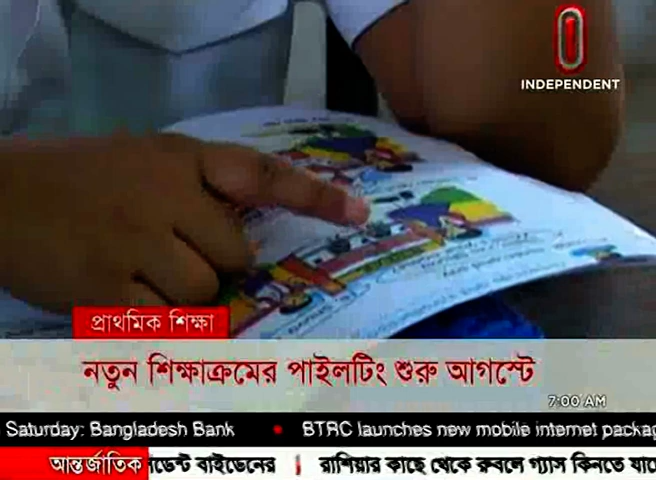 INDEPENDENT
প্রাথমিক শিক্ষা
নতুন শিক্ষাক্রমের পাইলটিং শুরু আগস্টে
7:00 AM
Saturday: Bangladesh Bank • BTRC launches new mobile internet packag
আন্তর্জাতিক ডেন্ট বাইডেনের | রাশিয়ার কাছে থেকে রুবলে গ্যাস কিনতে যাে